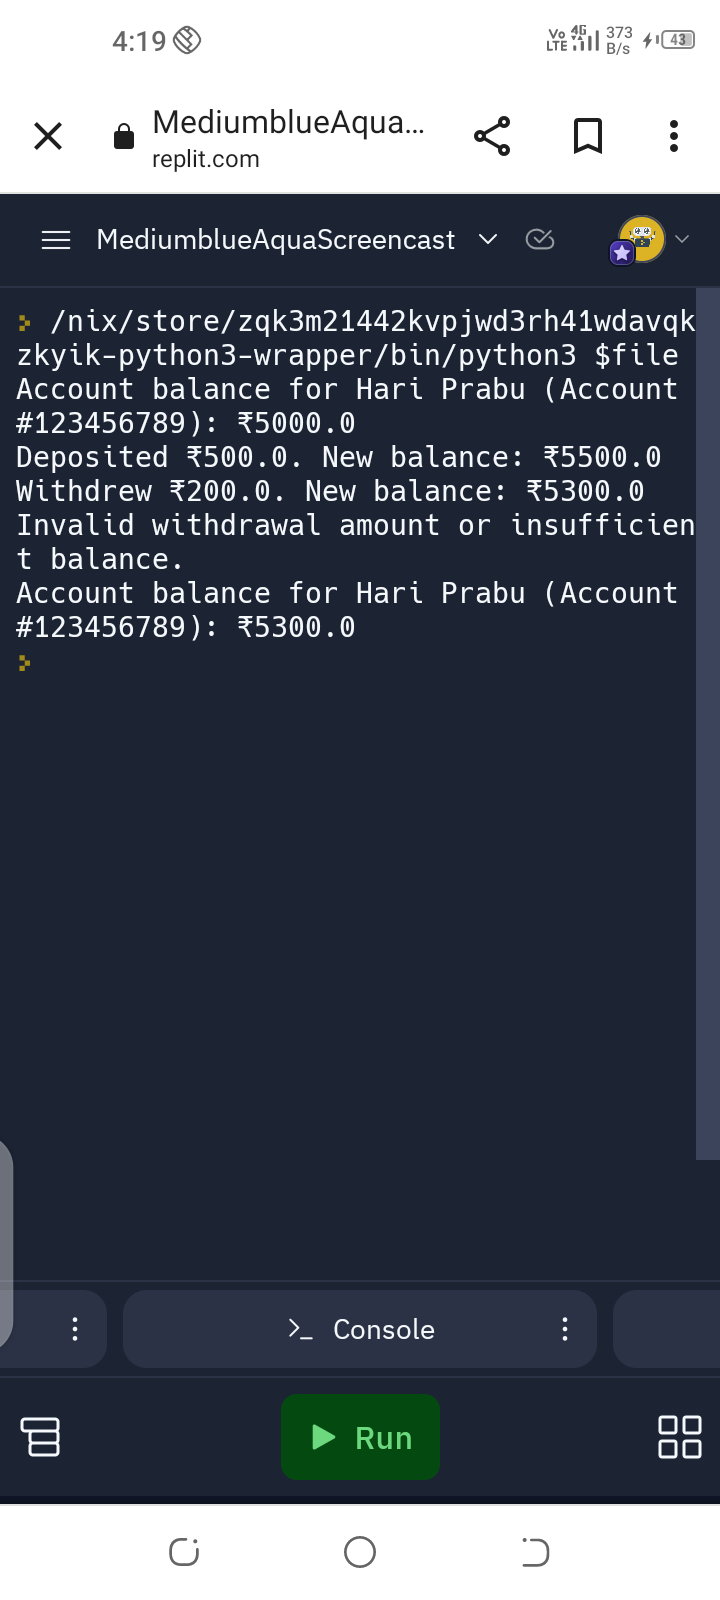 4:19
Vo LTE 4G 373 B/s 43
MediumblueAqua...
replit.com
MediumblueAquaScreencast
/nix/store/zqk3m21442kvpjwd3rh41wdavqk
zkyik-python3-wrapper/bin/python3 $file
Account balance for Hari Prabu (Account
#123456789): ₹5000.0
Deposited ₹500.0. New balance: ₹5500.0
Withdrew ₹200.0. New balance: ₹5300.0
Invalid withdrawal amount or insufficien
t balance.
Account balance for Hari Prabu (Account
#123456789): ₹5300.0
Console
Run